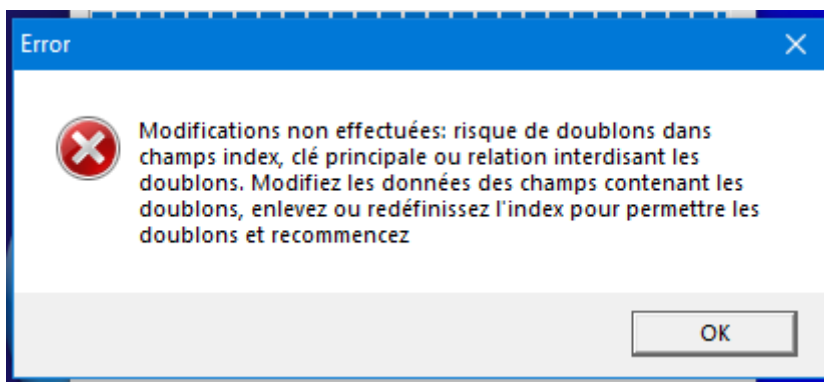 Error
Modifications non effectuées: risque de doublons dans
champs index, clé principale ou relation interdisant les
doublons. Modifiez les données des champs contenant les
doublons, enlevez ou redéfinissez l'index pour permettre les
doublons et recommencez
OK